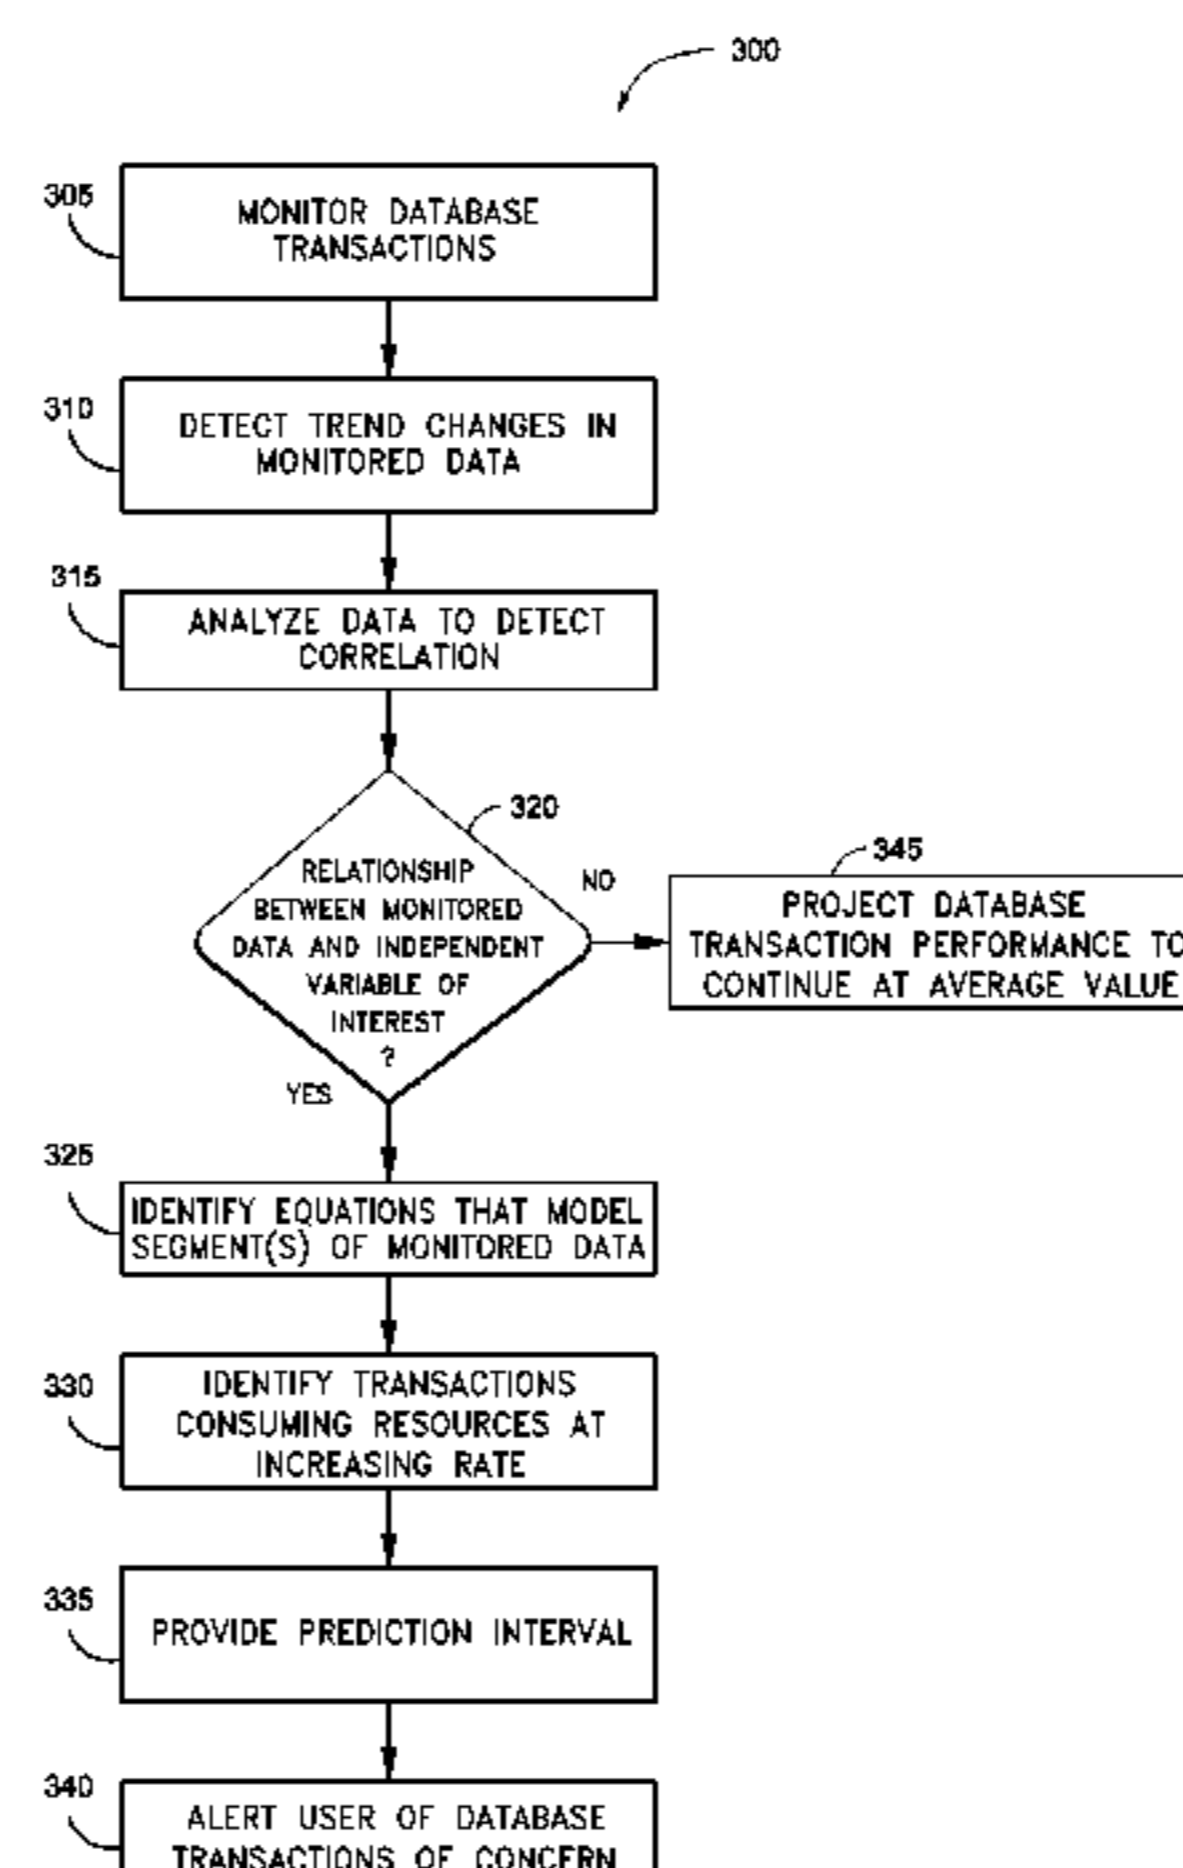 300
305
MONITOR DATABASE
TRANSACTIONS
310
DETECT TREND CHANGES IN
MONITORED DATA
315
ANALYZE DATA TO DETECT
CORRELATION
320
RELATIONSHIP
BETWEEN MONITORED
DATA AND INDEPENDENT
VARIABLE OF
INTEREST
?
NO
345
PROJECT DATABASE
TRANSACTION PERFORMANCE TO
CONTINUE AT AVERAGE VALUE
YES
325
IDENTIFY EQUATIONS THAT MODEL
SEGMENT(S) OF MONITORED DATA
330
IDENTIFY TRANSACTIONS
CONSUMING RESOURCES AT
INCREASING RATE
335
PROVIDE PREDICTION INTERVAL
340
ALERT USER OF DATABASE
TRANSACTIONS OF CONCERN